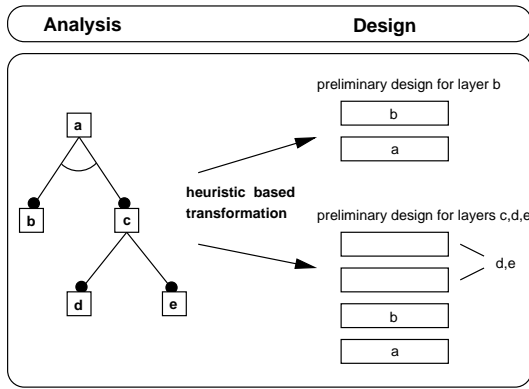 Analysis
Design
preliminary design for layer b
b
a
a
heuristic based
transformation
b
c
preliminary design for layers c,d,e
d,e
d
e
b
a